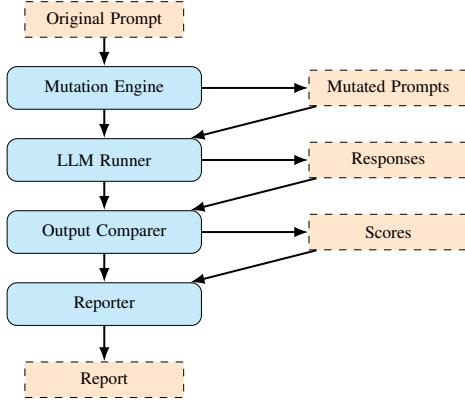 Original Prompt
Mutation Engine
Mutated Prompts
LLM Runner
Responses
Output Comparer
Scores
Reporter
Report